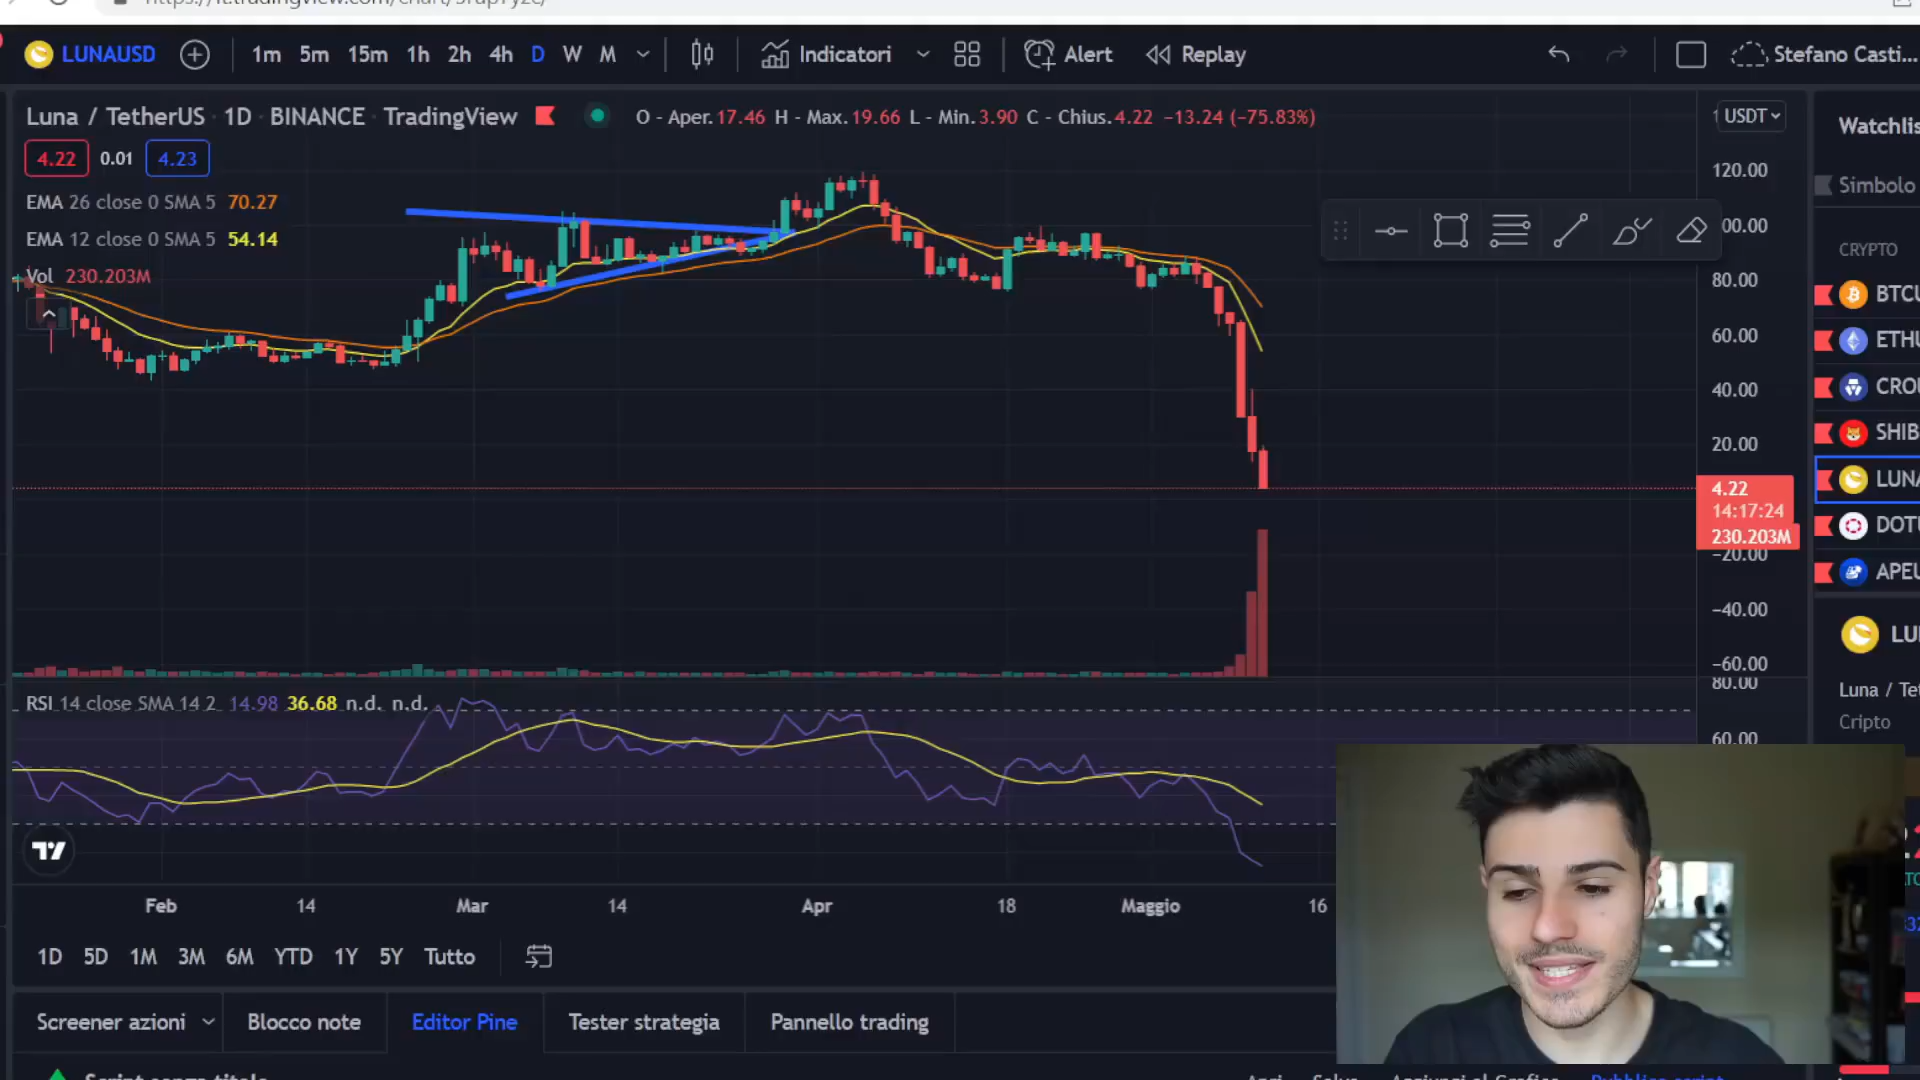 LUNAUSD 1m 5m 15m 1h 2h 4h D W M Indicatori Alert Replay Stefano Casti...
Luna / TetherUS · 1D · BINANCE · TradingView O - Aper.17.46 H - Max.19.66 L - Min.3.90 C - Chius.4.22 −13.24 (−75.83%)
USDT
Watchlis
4.22 0.01 4.23
120.00
Simbolo
EMA 26 close 0 SMA 5 70.27
00.00
EMA 12 close 0 SMA 5 54.14
CRYPTO
Vol 230.203M
80.00
BTCU
60.00
ETHU
40.00
CROU
20.00
SHIB
LUNA
4.22
14:17:24
230.203M
DOTU
−20.00
APEU
−40.00
LU
−60.00
80.00
Luna / Tet
RSI 14 close SMA 14 2 14.98 36.68 n.d. n.d.
Cripto
60.00
Feb 14 Mar 14 Apr 18 Maggio 16
1D 5D 1M 3M 6M YTD 1Y 5Y Tutto
Screener azioni Blocco note Editor Pine Tester strategia Pannello trading
Script senza titolo